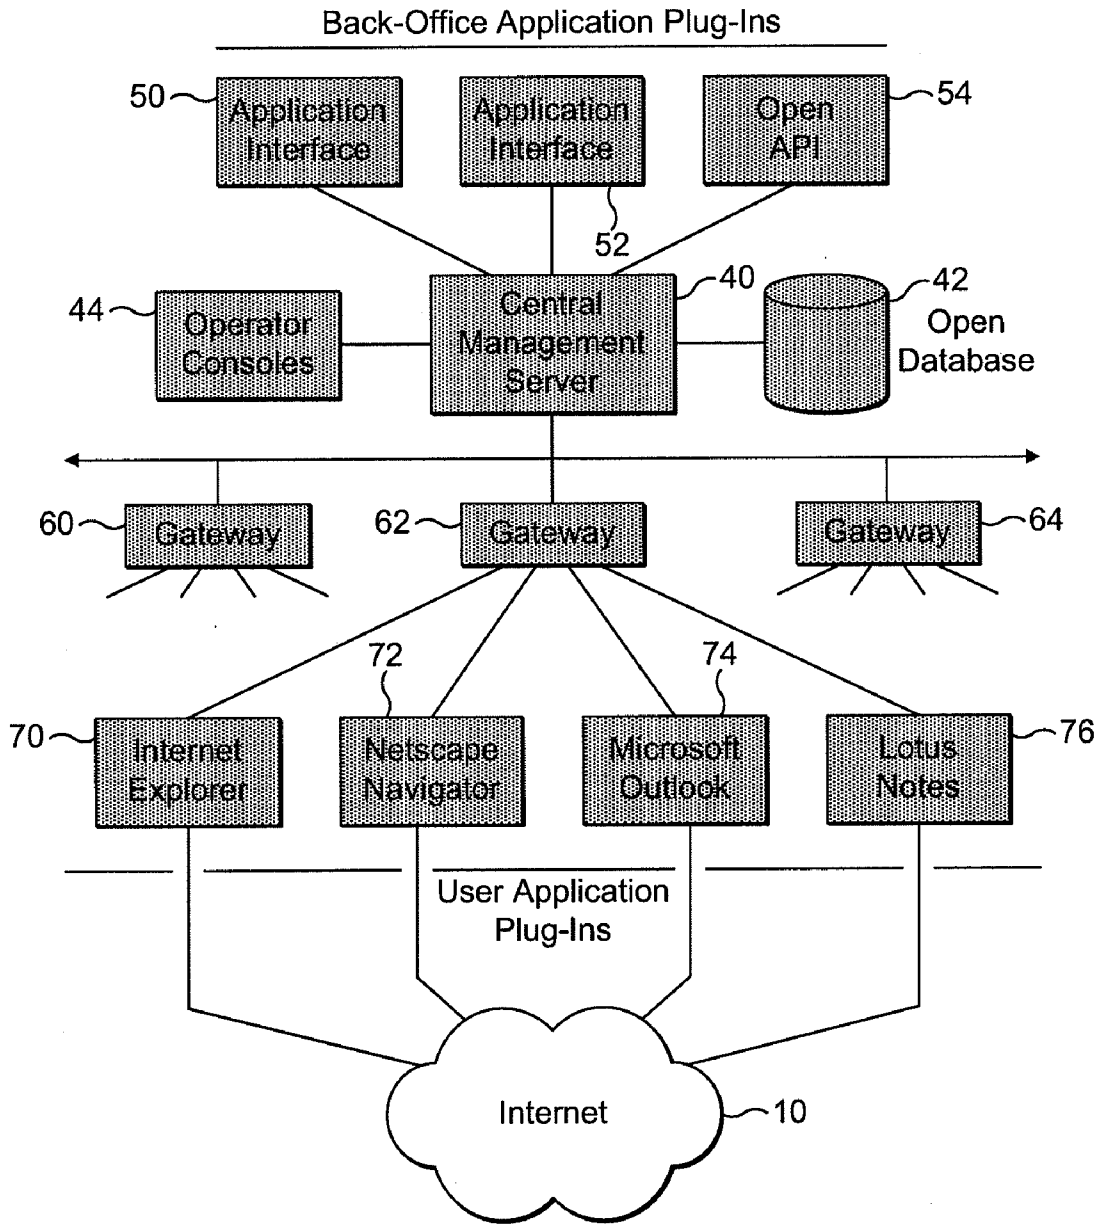 Back-Office Application Plug-Ins
50
Application
Interface
Application
Interface
52
Open
API
54
44
Operator
Consoles
Central
Management
Server
40
42
Open
Database
60
Gateway
62
Gateway
Gateway
64
70
Internet
Explorer
72
Netscape
Navigator
74
Microsoft
Outlook
Lotus
Notes
76
User Application
Plug-Ins
Internet
10